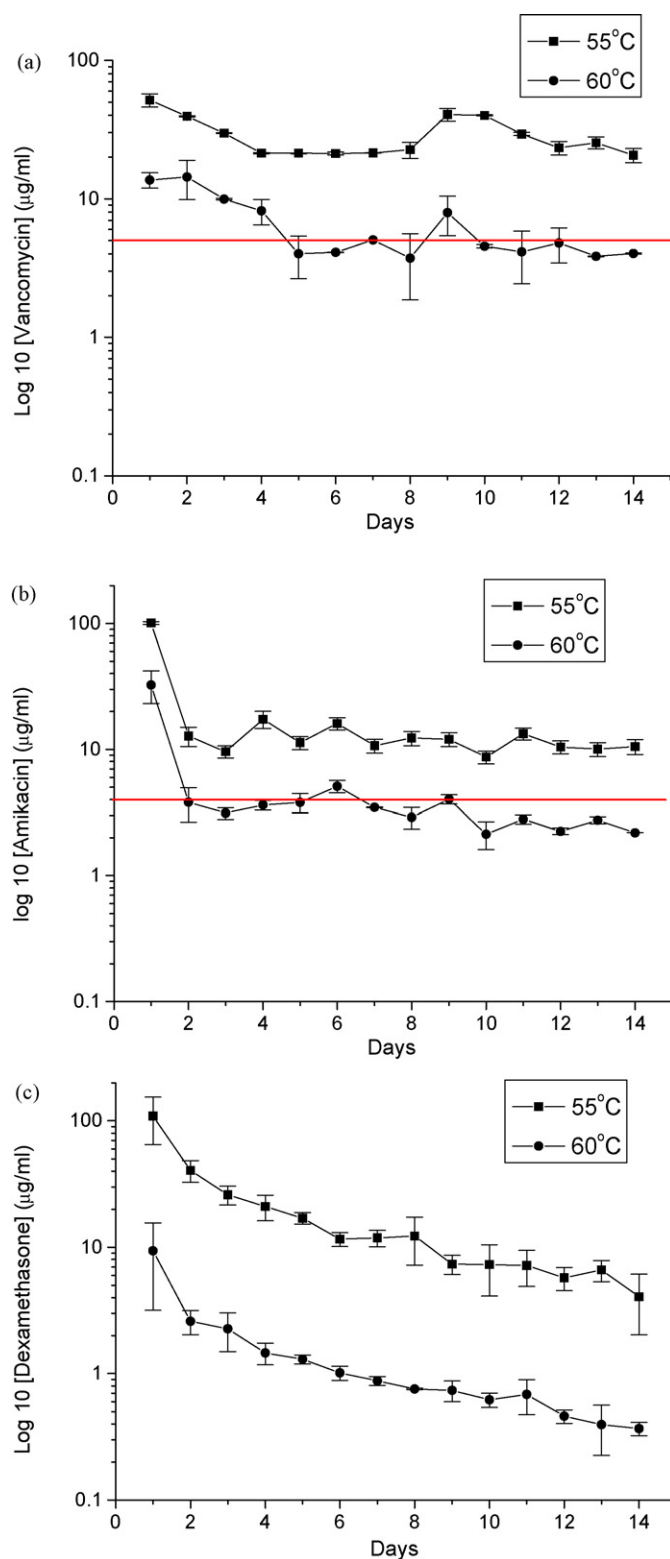 (a)
55°C
60°C
100
10
1
0.1
Log 10 [Vancomycin] (μg/ml)
0 2 4 6 8 10 12 14
Days
(b)
55°C
60°C
100
10
1
0.1
log 10 [Amikacin] (μg/ml)
0 2 4 6 8 10 12 14
Days
(c)
55°C
60°C
100
10
1
0.1
Log 10 [Dexamethasone] (μg/ml)
0 2 4 6 8 10 12 14
Days